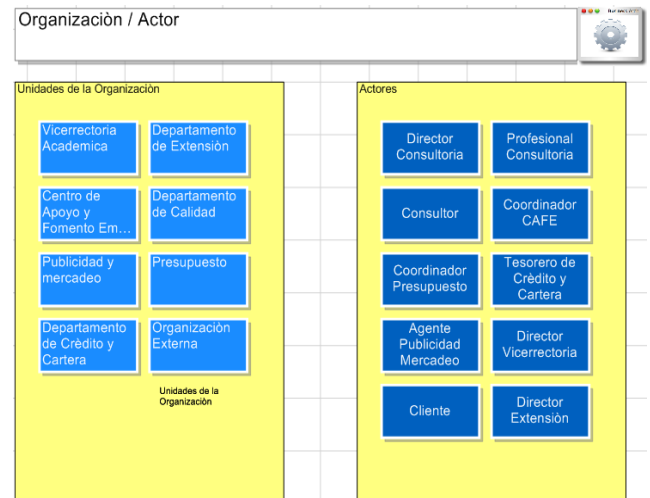 Organizaciòn / Actor
Unidades de la Organizaciòn
Vicerrectoria
Academica
Departamento
de Extensiòn
Centro de
Apoyo y
Fomento Em...
Departamento
de Calidad
Publicidad y
mercadeo
Presupuesto
Departamento
de Crèdito y
Cartera
Organizaciòn
Externa
Unidades de la
Organizaciòn
Actores
Director
Consultoria
Profesional
Consultoria
Consultor
Coordinador
CAFE
Coordinador
Presupuesto
Tesorero de
Crèdito y
Cartera
Agente
Publicidad
Mercadeo
Director
Vicerrectoria
Cliente
Director
Extensiòn